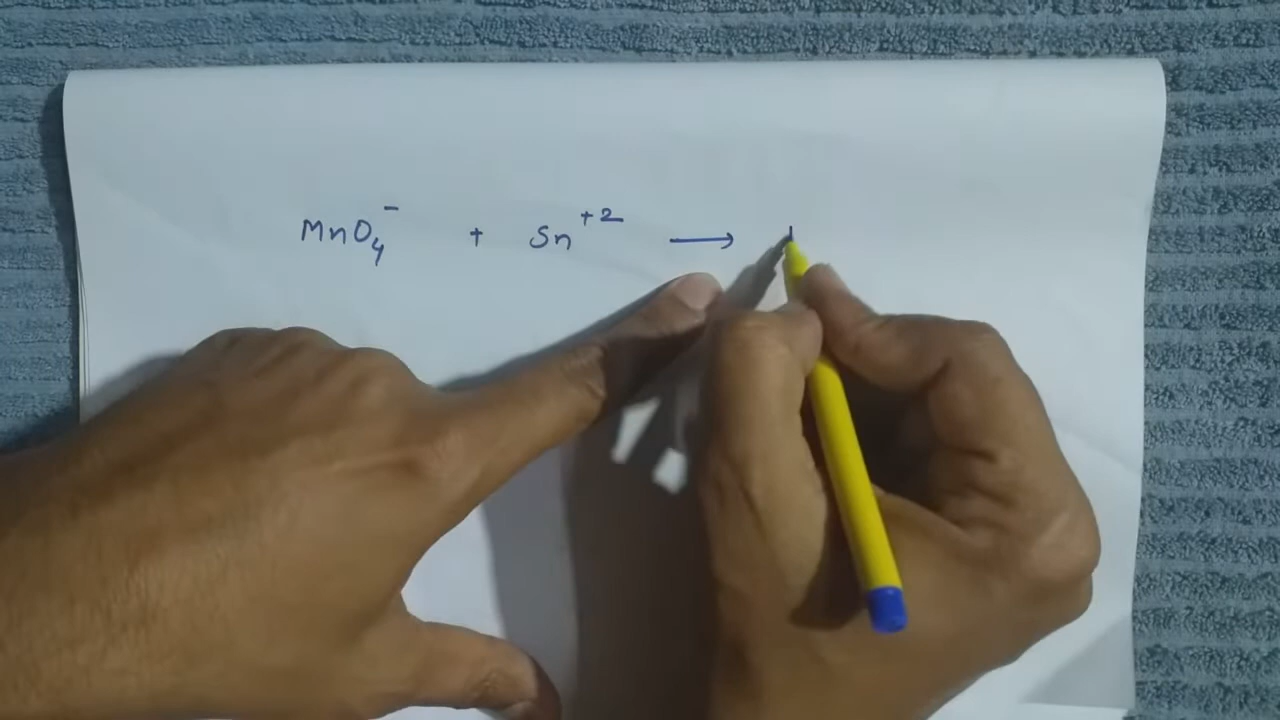 MnO₄⁻ + Sn⁺² →